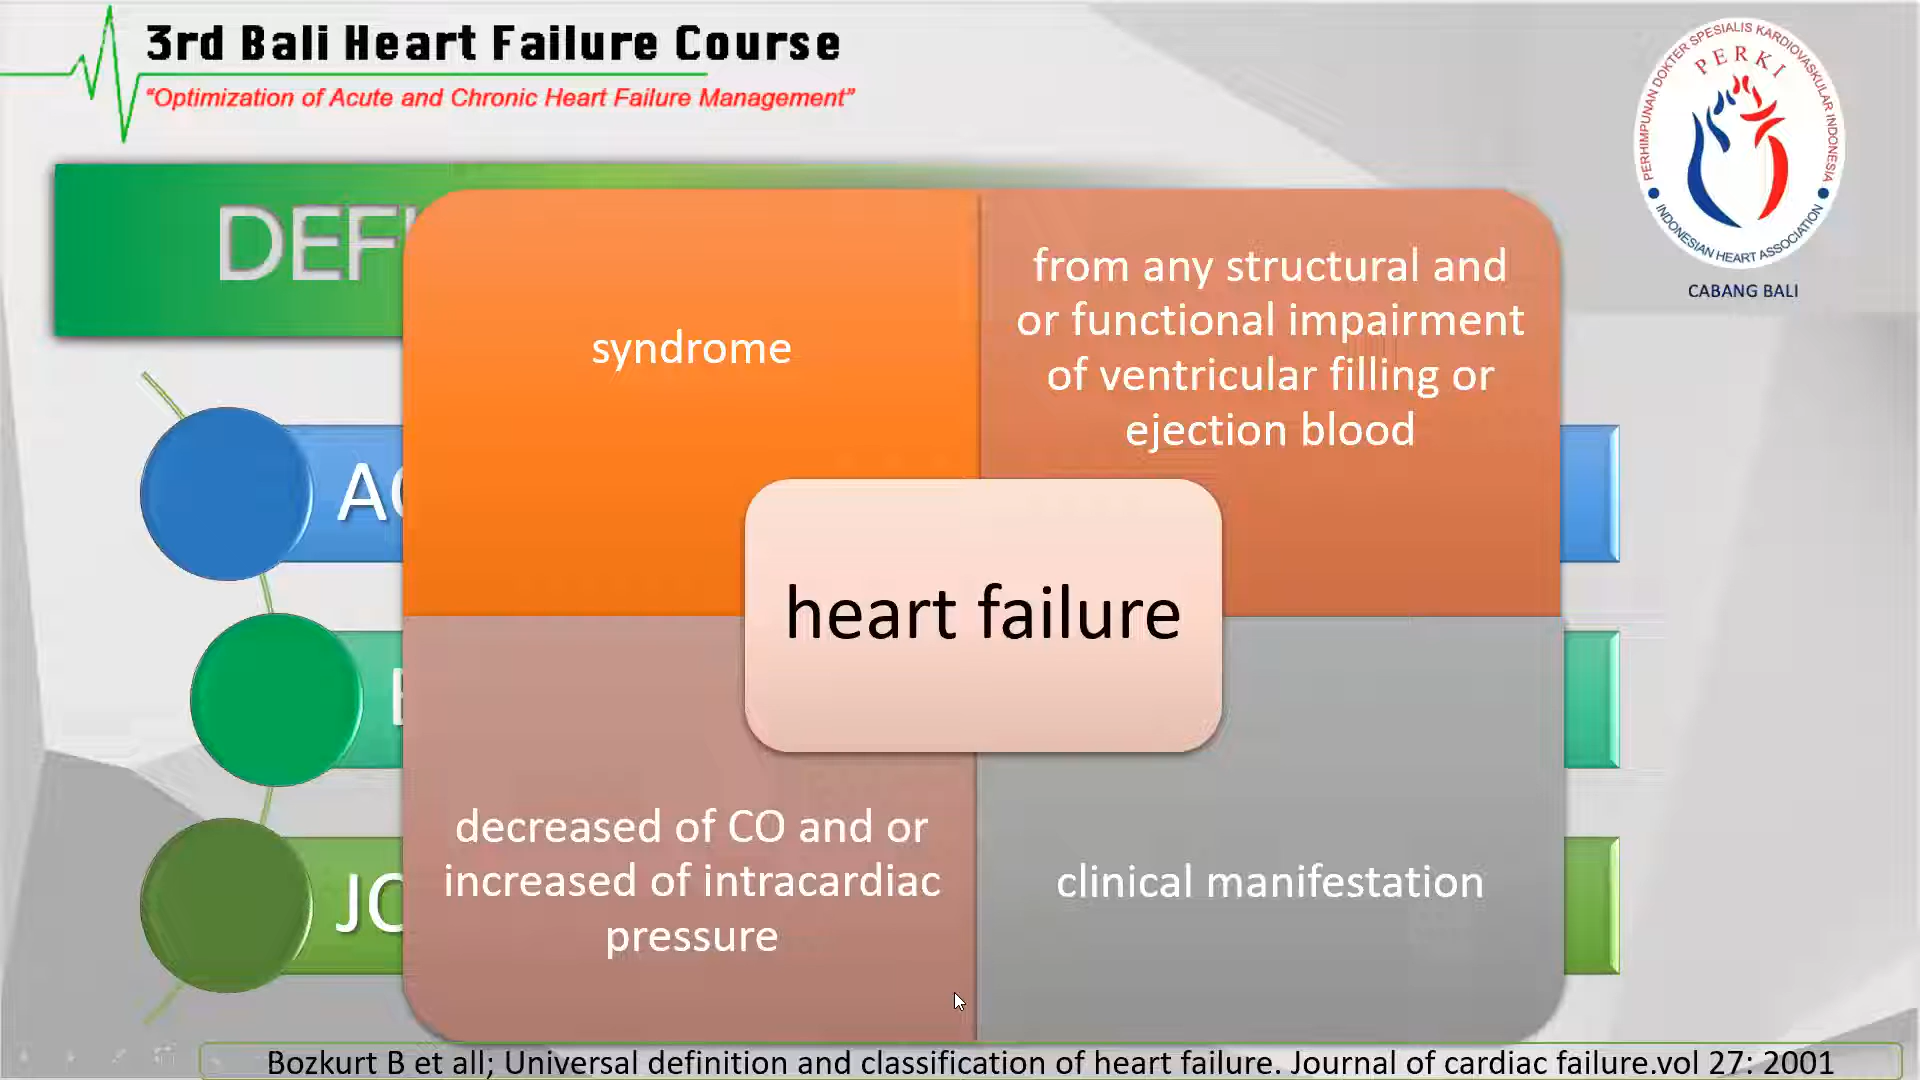 3rd Bali Heart Failure Course
"Optimization of Acute and Chronic Heart Failure Management"
PERHIMPUNAN DOKTER SPESIALIS KARDIOVASKULAR INDONESIA
PERKI
INDONESIAN HEART ASSOCIATION
CABANG BALI
syndrome
from any structural and
or functional impairment
of ventricular filling or
ejection blood
heart failure
decreased of CO and or
increased of intracardiac
pressure
clinical manifestation
Bozkurt B et all; Universal definition and classification of heart failure. Journal of cardiac failure.vol 27: 2001